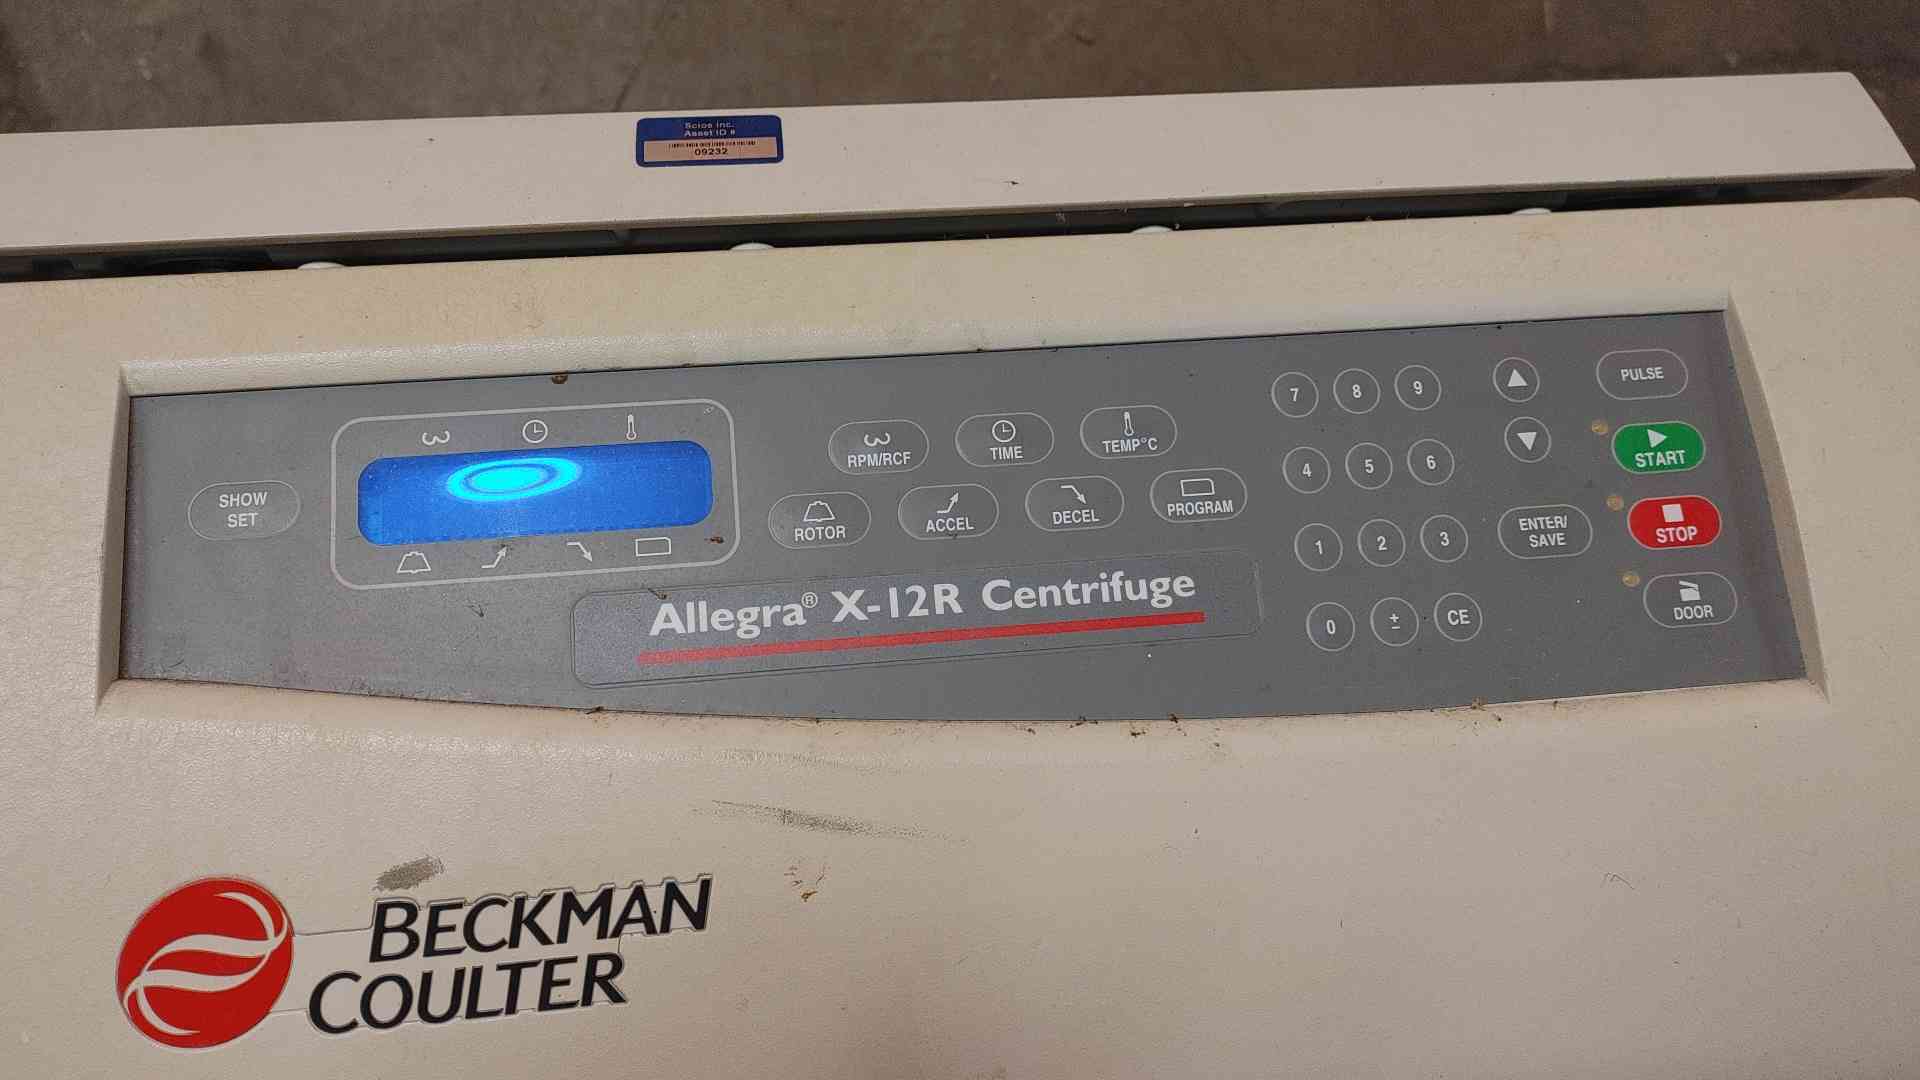 Scios inc.
Asset ID #
09232
SHOW
SET
RPM/RCF
TIME
TEMP°C
ROTOR
ACCEL
DECEL
PROGRAM
Allegra® X-12R Centrifuge
7 8 9
4 5 6
1 2 3
0 ± CE
ENTER/
SAVE
PULSE
START
STOP
DOOR
BECKMAN
COULTER